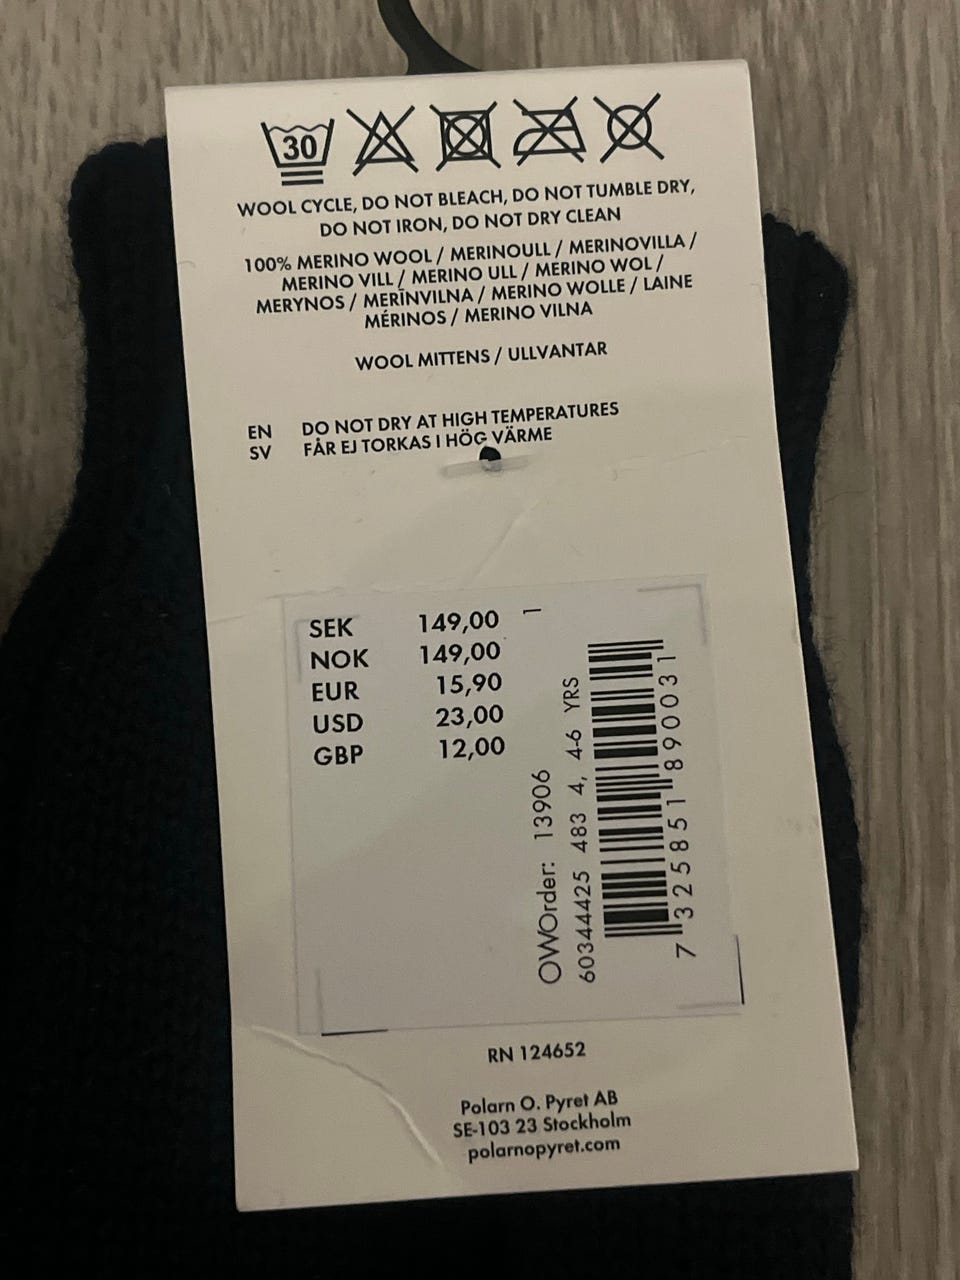 30
WOOL CYCLE, DO NOT BLEACH, DO NOT TUMBLE DRY,
DO NOT IRON, DO NOT DRY CLEAN
100% MERINO WOOL / MERINOULL / MERINOVILLA /
MERINO VILL / MERINO ULL / MERINO WOL /
MERYNOS / MERĪNVILNA / MERINO WOLLE / LAINE
MÉRINOS / MERINO VILNA
WOOL MITTENS / ULLVANTAR
EN DO NOT DRY AT HIGH TEMPERATURES
SV FÅR EJ TORKAS I HÖG VÄRME
SEK 149,00
NOK 149,00
EUR 15,90
USD 23,00
GBP 12,00
1
OWOrder: 13906
60344425 483 4, 4-6 YRS
7 325851 890031
RN 124652
Polarn O. Pyret AB
SE-103 23 Stockholm
polarnopyret.com